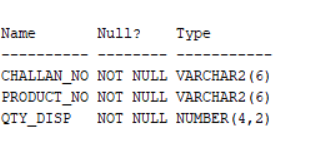 Name       Null?    Type
---------- -------- -----------
CHALLAN_NO NOT NULL VARCHAR2(6)
PRODUCT_NO NOT NULL VARCHAR2(6)
QTY_DISP   NOT NULL NUMBER(4,2)